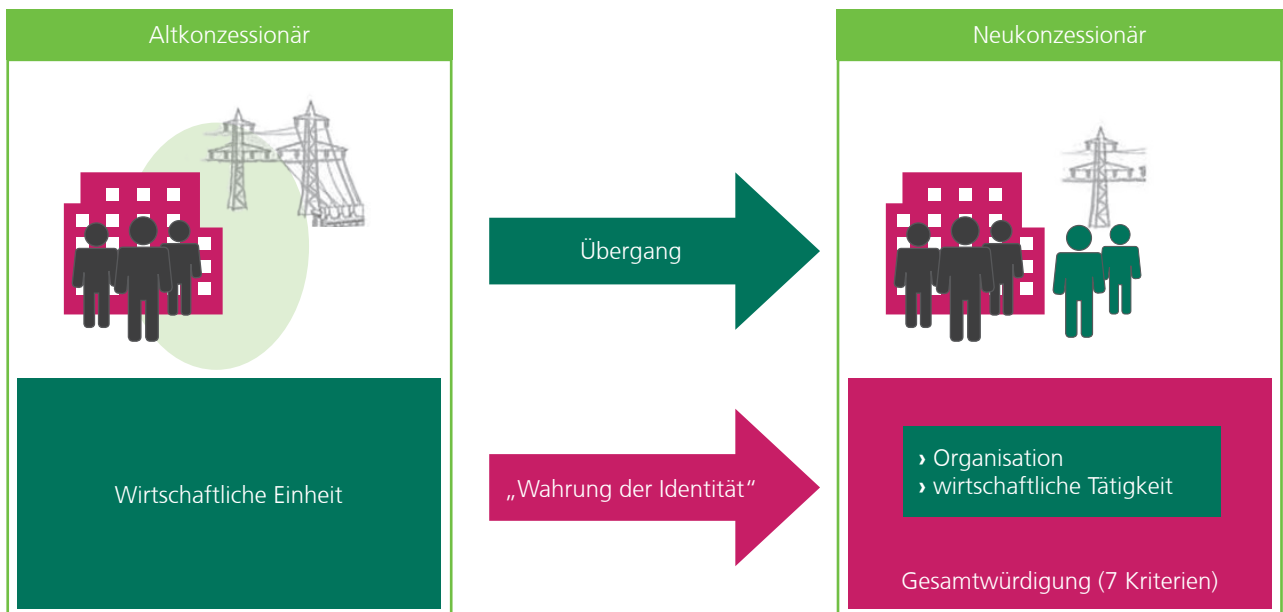 Altkonzessionär
Neukonzessionär
Übergang
Wirtschaftliche Einheit
„Wahrung der Identität“
› Organisation
› wirtschaftliche Tätigkeit
Gesamtwürdigung (7 Kriterien)